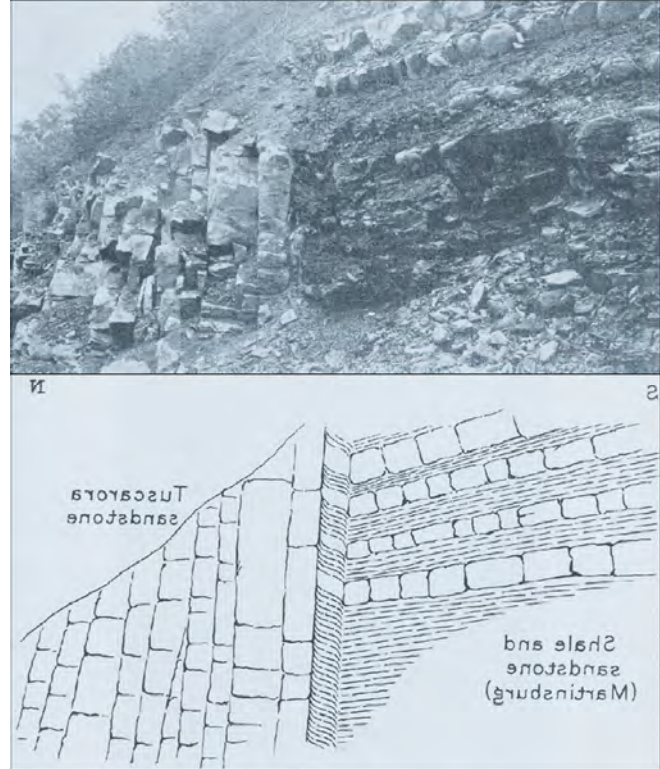 N
S
Tuscarora
sandstone
Shale and
sandstone
(Martinsburg)